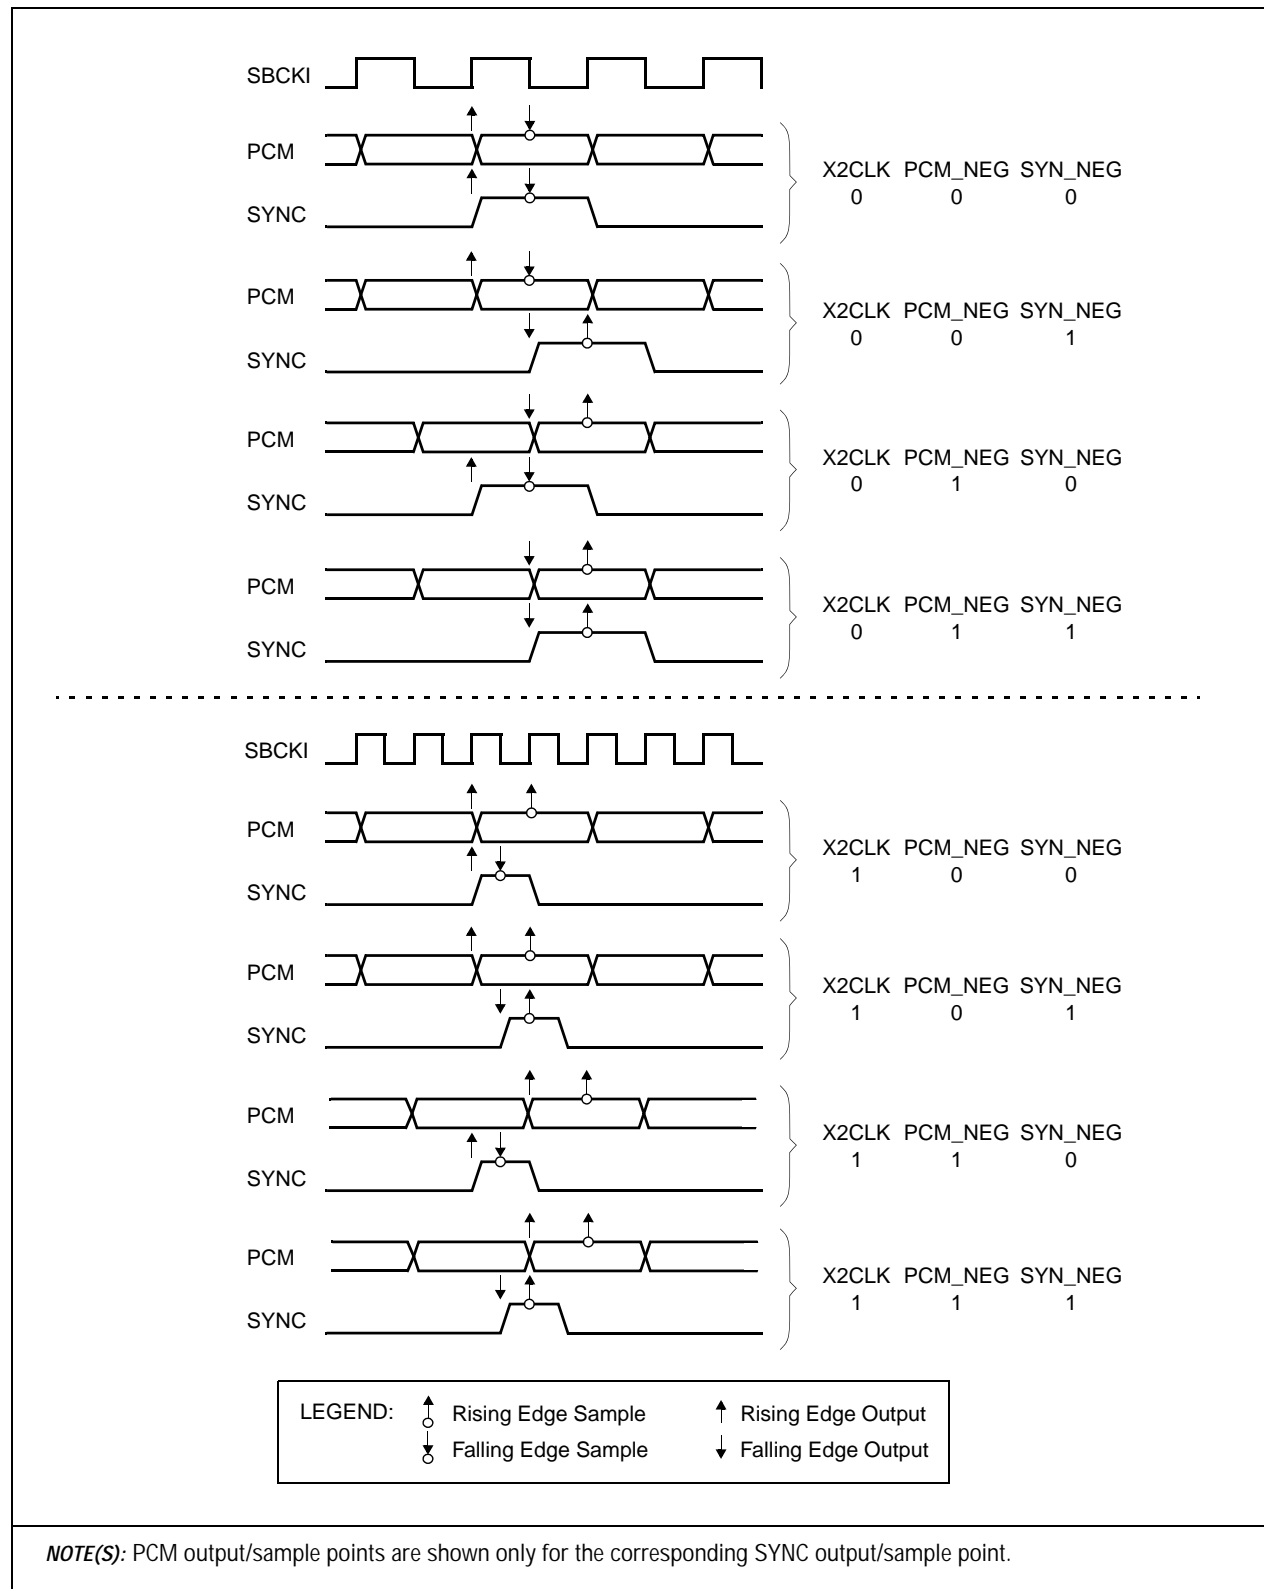 SBCKI
PCM
X2CLK PCM_NEG SYN_NEG
0 0 0
SYNC
PCM
X2CLK PCM_NEG SYN_NEG
0 0 1
SYNC
PCM
X2CLK PCM_NEG SYN_NEG
0 1 0
SYNC
PCM
X2CLK PCM_NEG SYN_NEG
0 1 1
SYNC
SBCKI
PCM
X2CLK PCM_NEG SYN_NEG
1 0 0
SYNC
PCM
X2CLK PCM_NEG SYN_NEG
1 0 1
SYNC
PCM
X2CLK PCM_NEG SYN_NEG
1 1 0
SYNC
PCM
X2CLK PCM_NEG SYN_NEG
1 1 1
SYNC
LEGEND: Rising Edge Sample Rising Edge Output
Falling Edge Sample Falling Edge Output
NOTE(S): PCM output/sample points are shown only for the corresponding SYNC output/sample point.